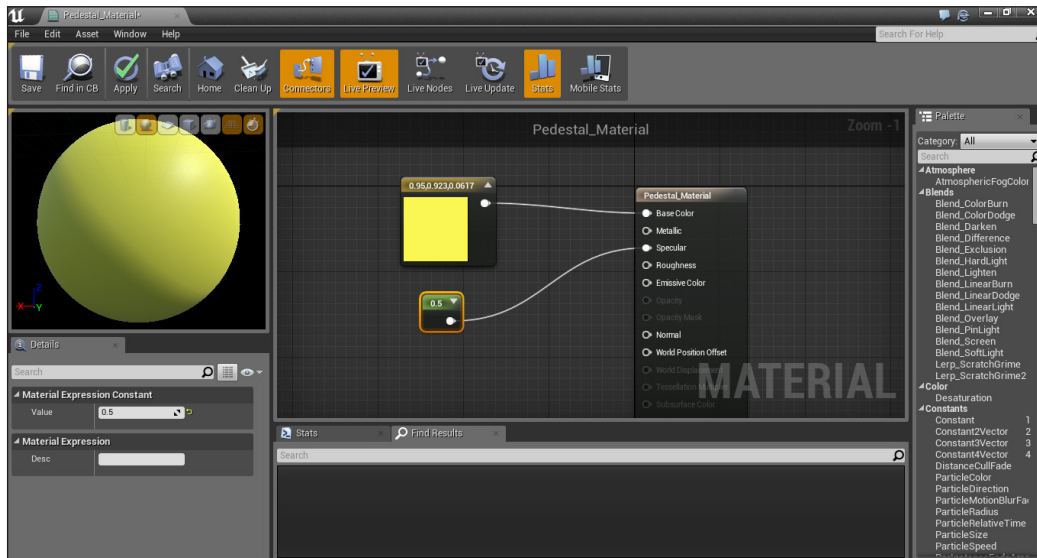 Pedestal_Material*
File Edit Asset Window Help
Search For Help
Save Find in CB Apply Search Home Clean Up Connectors Live Preview Live Nodes Live Update Stats Mobile Stats
Pedestal_Material
Zoom -1
0.95,0.923,0.0617
0.5
Pedestal_Material
Base Color
Metallic
Specular
Roughness
Emissive Color
Opacity
Opacity Mask
Normal
World Position Offset
World Displacement
Tessellation Multiplier
Subsurface Color
MATERIAL
Z
X
Y
Details
Search
Material Expression Constant
Value 0.5
Material Expression
Desc
Stats
Find Results
Search
Palette
Category: All
Search
Atmosphere
AtmosphericFogColor
Blends
Blend_ColorBurn
Blend_ColorDodge
Blend_Darken
Blend_Difference
Blend_Exclusion
Blend_HardLight
Blend_Lighten
Blend_LinearBurn
Blend_LinearDodge
Blend_LinearLight
Blend_Overlay
Blend_PinLight
Blend_Screen
Blend_SoftLight
Lerp_ScratchGrime
Lerp_ScratchGrime2
Color
Desaturation
Constants
Constant 1
Constant2Vector 2
Constant3Vector 3
Constant4Vector 4
DistanceCullFade
ParticleColor
ParticleDirection
ParticleMotionBlurFa
ParticleRadius
ParticleRelativeTime
ParticleSize
ParticleSpeed